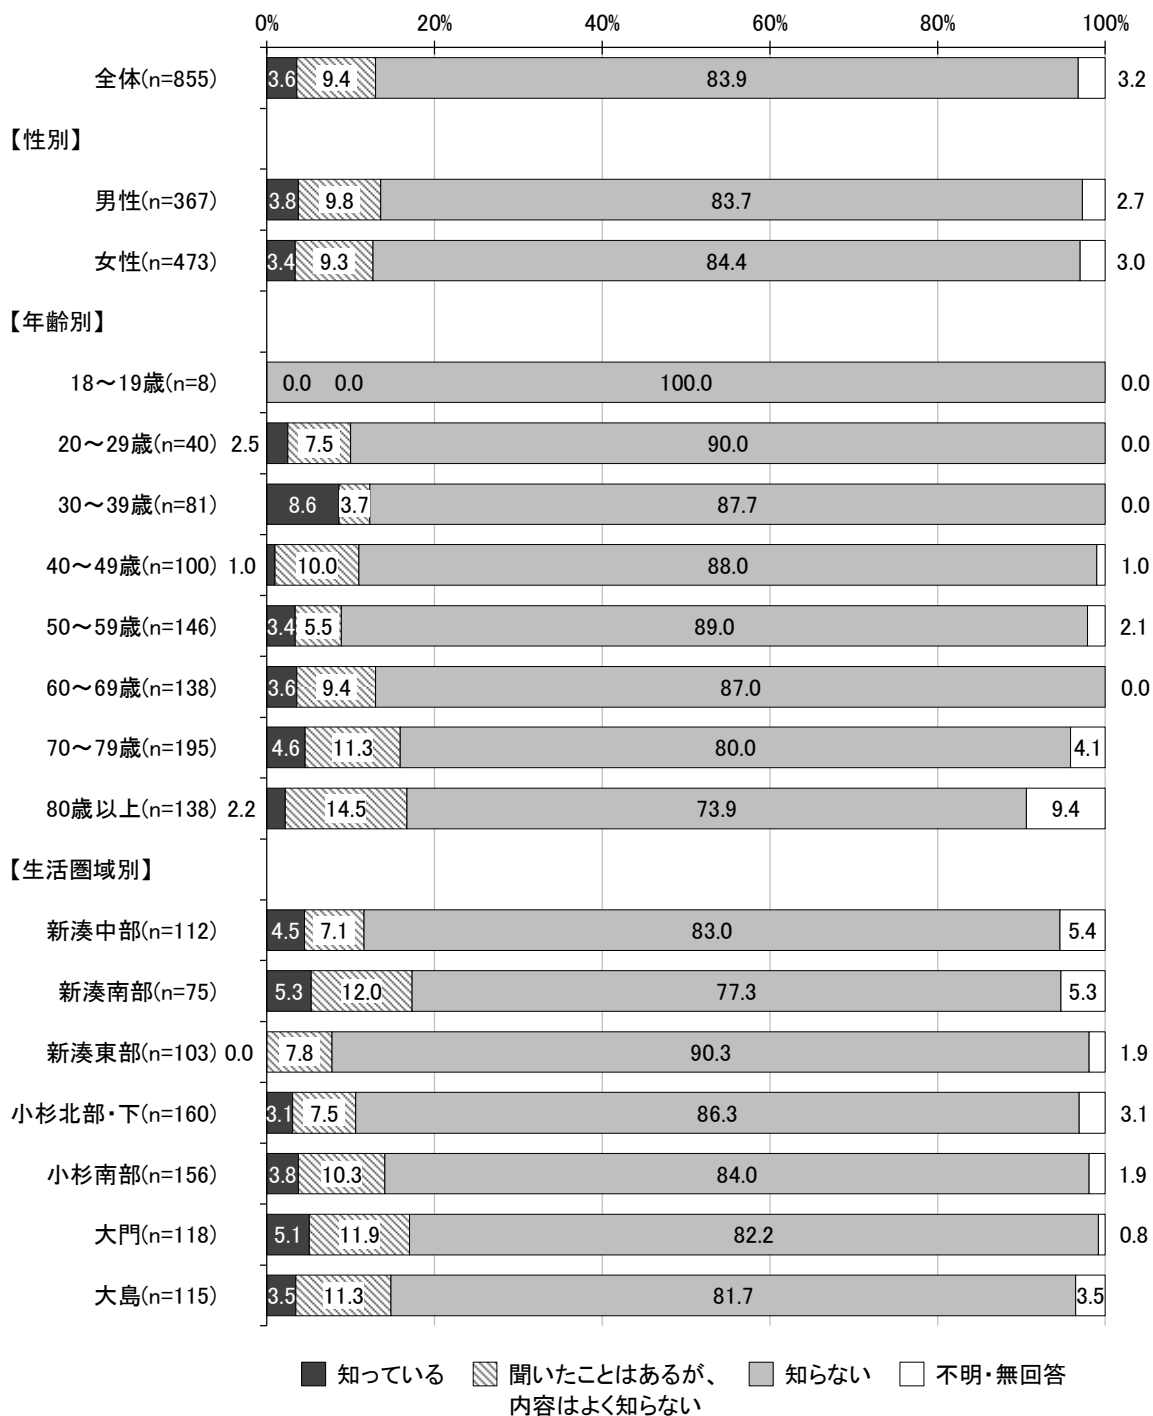 0% 20% 40% 60% 80% 100%
全体(n=855) 3.6 9.4 83.9 3.2
【性別】
男性(n=367) 3.8 9.8 83.7 2.7
女性(n=473) 3.4 9.3 84.4 3.0
【年齢別】
18～19歳(n=8) 0.0 0.0 100.0 0.0
20～29歳(n=40) 2.5 7.5 90.0 0.0
30～39歳(n=81) 8.6 3.7 87.7 0.0
40～49歳(n=100) 1.0 10.0 88.0 1.0
50～59歳(n=146) 3.4 5.5 89.0 2.1
60～69歳(n=138) 3.6 9.4 87.0 0.0
70～79歳(n=195) 4.6 11.3 80.0 4.1
80歳以上(n=138) 2.2 14.5 73.9 9.4
【生活圏域別】
新湊中部(n=112) 4.5 7.1 83.0 5.4
新湊南部(n=75) 5.3 12.0 77.3 5.3
新湊東部(n=103) 0.0 7.8 90.3 1.9
小杉北部・下(n=160) 3.1 7.5 86.3 3.1
小杉南部(n=156) 3.8 10.3 84.0 1.9
大門(n=118) 5.1 11.9 82.2 0.8
大島(n=115) 3.5 11.3 81.7 3.5
知っている 聞いたことはあるが、 知らない 不明・無回答
内容はよく知らない